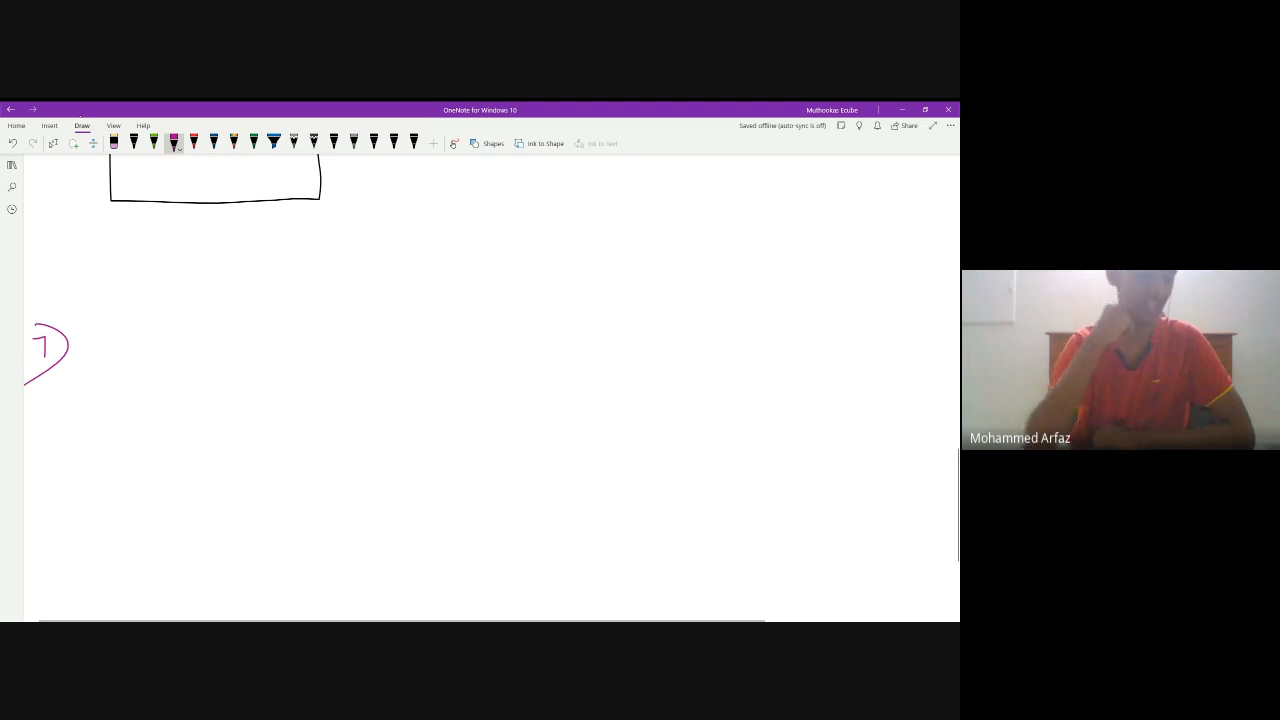 OneNote for Windows 10
Muthookas Ecube
Home Insert Draw View Help
Saved offline (auto-sync is off)
Share
Shapes
Ink to Shape
Ink to Text
7)
Mohammed Arfaz